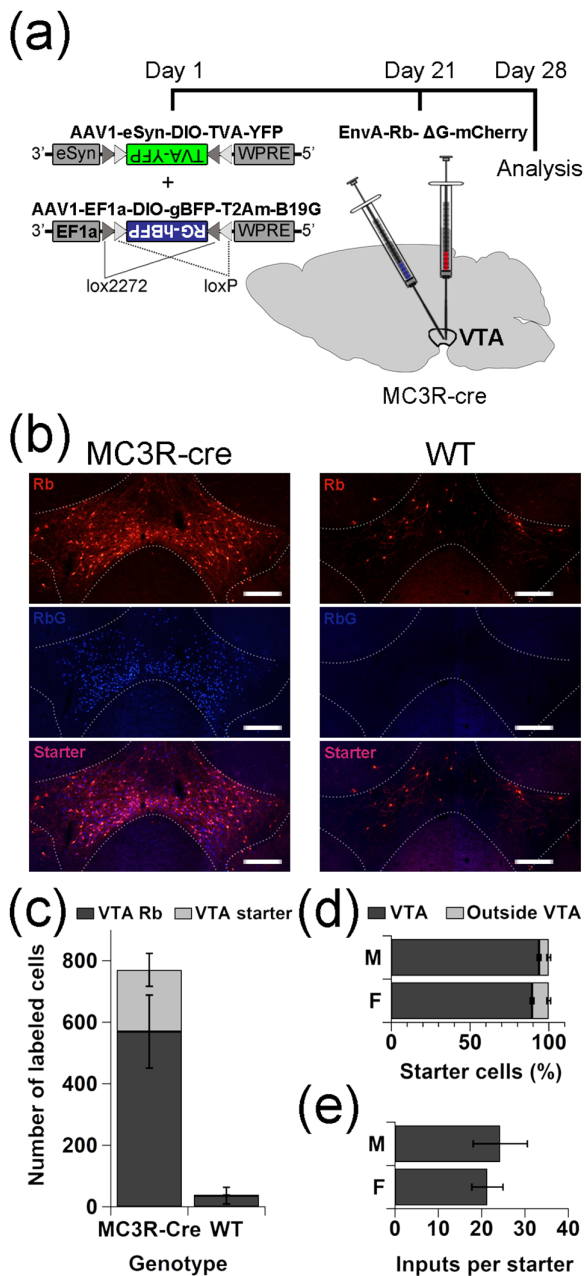 (a)
Day 1 Day 21 Day 28
AAV1-eSyn-DIO-TVA-YFP
EnvA-Rb- ΔG-mCherry
3' eSyn TVA-YFP WPRE 5'
Analysis
+
AAV1-EF1a-DIO-gBFP-T2Am-B19G
3' EF1a RG-hBFP WPRE 5'
lox2272 loxP
VTA
MC3R-cre
(b)
MC3R-cre WT
Rb Rb
RbG RbG
Starter Starter
(c)
VTA Rb VTA starter
Number of labeled cells
800
600
400
200
0
MC3R-Cre WT
Genotype
(d)
VTA Outside VTA
M
F
0 50 100
Starter cells (%)
(e)
M
F
0 10 20 30 40
Inputs per starter